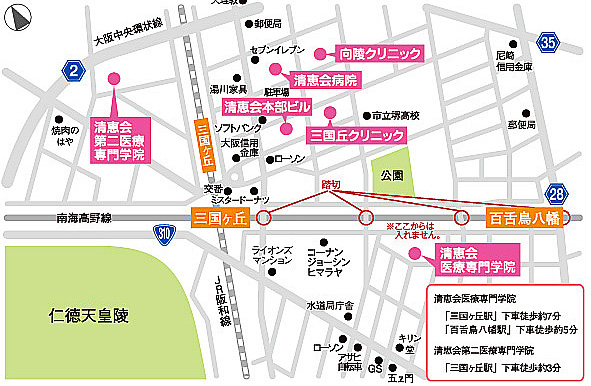 大阪中央環状線
郵便局
セブンイレブン
向陵クリニック
35
尼崎
信用金庫
2
清恵会病院
湯川家具
駐車場
清恵会本部ビル
清恵会
第二医療
専門学院
焼肉の
はや
三国ヶ丘
ソフトバンク
市立堺高校
郵便局
三国丘クリニック
大阪信用
金庫
ローソン
踏切
公園
交番
ミスタードーナツ
28
南海高野線
三国ヶ丘
百舌鳥八幡
※ここからは
入れません。
310
ライオンズ
マンション
コーナン
ジョーシン
ヒマラヤ
清恵会
医療専門学院
JR阪和線
仁徳天皇陵
水道局庁舎
ローソン
アサヒ
自転車
GS
キリン
堂
五ェ門
清恵会医療専門学院
「三国ヶ丘駅」下車徒歩約7分
「百舌鳥八幡駅」下車徒歩約5分
清恵会第二医療専門学院
「三国ヶ丘駅」下車徒歩約3分